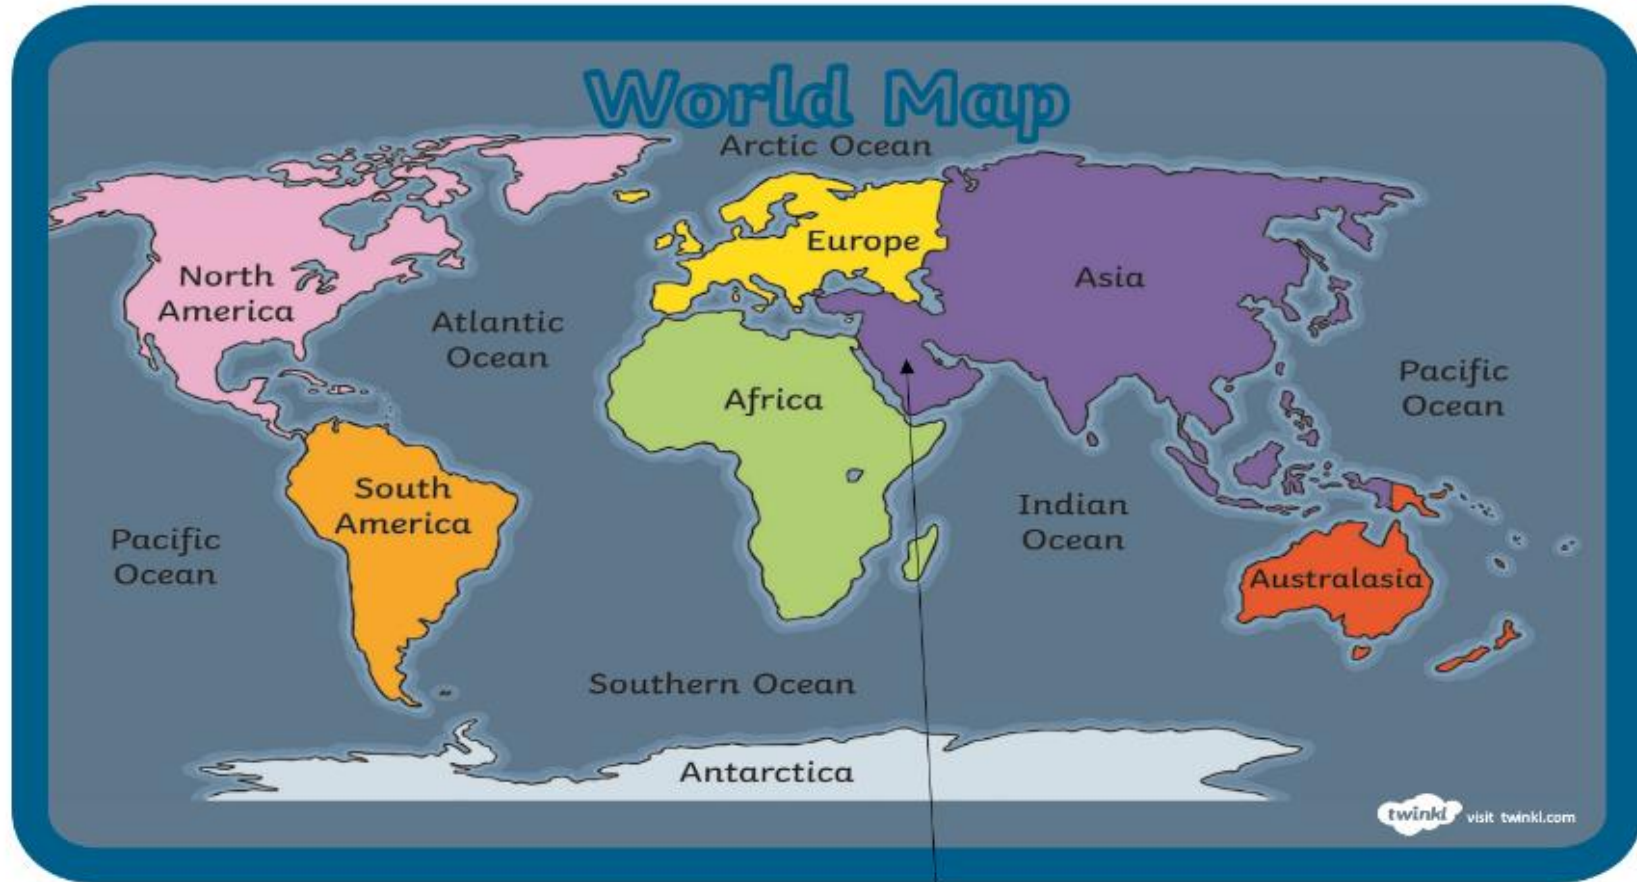 World Map
Arctic Ocean
North
America
Atlantic
Ocean
Europe
Asia
Pacific
Ocean
Africa
South
America
Pacific
Ocean
Indian
Ocean
Australasia
Southern Ocean
Antarctica
twinkl visit twinkl.com